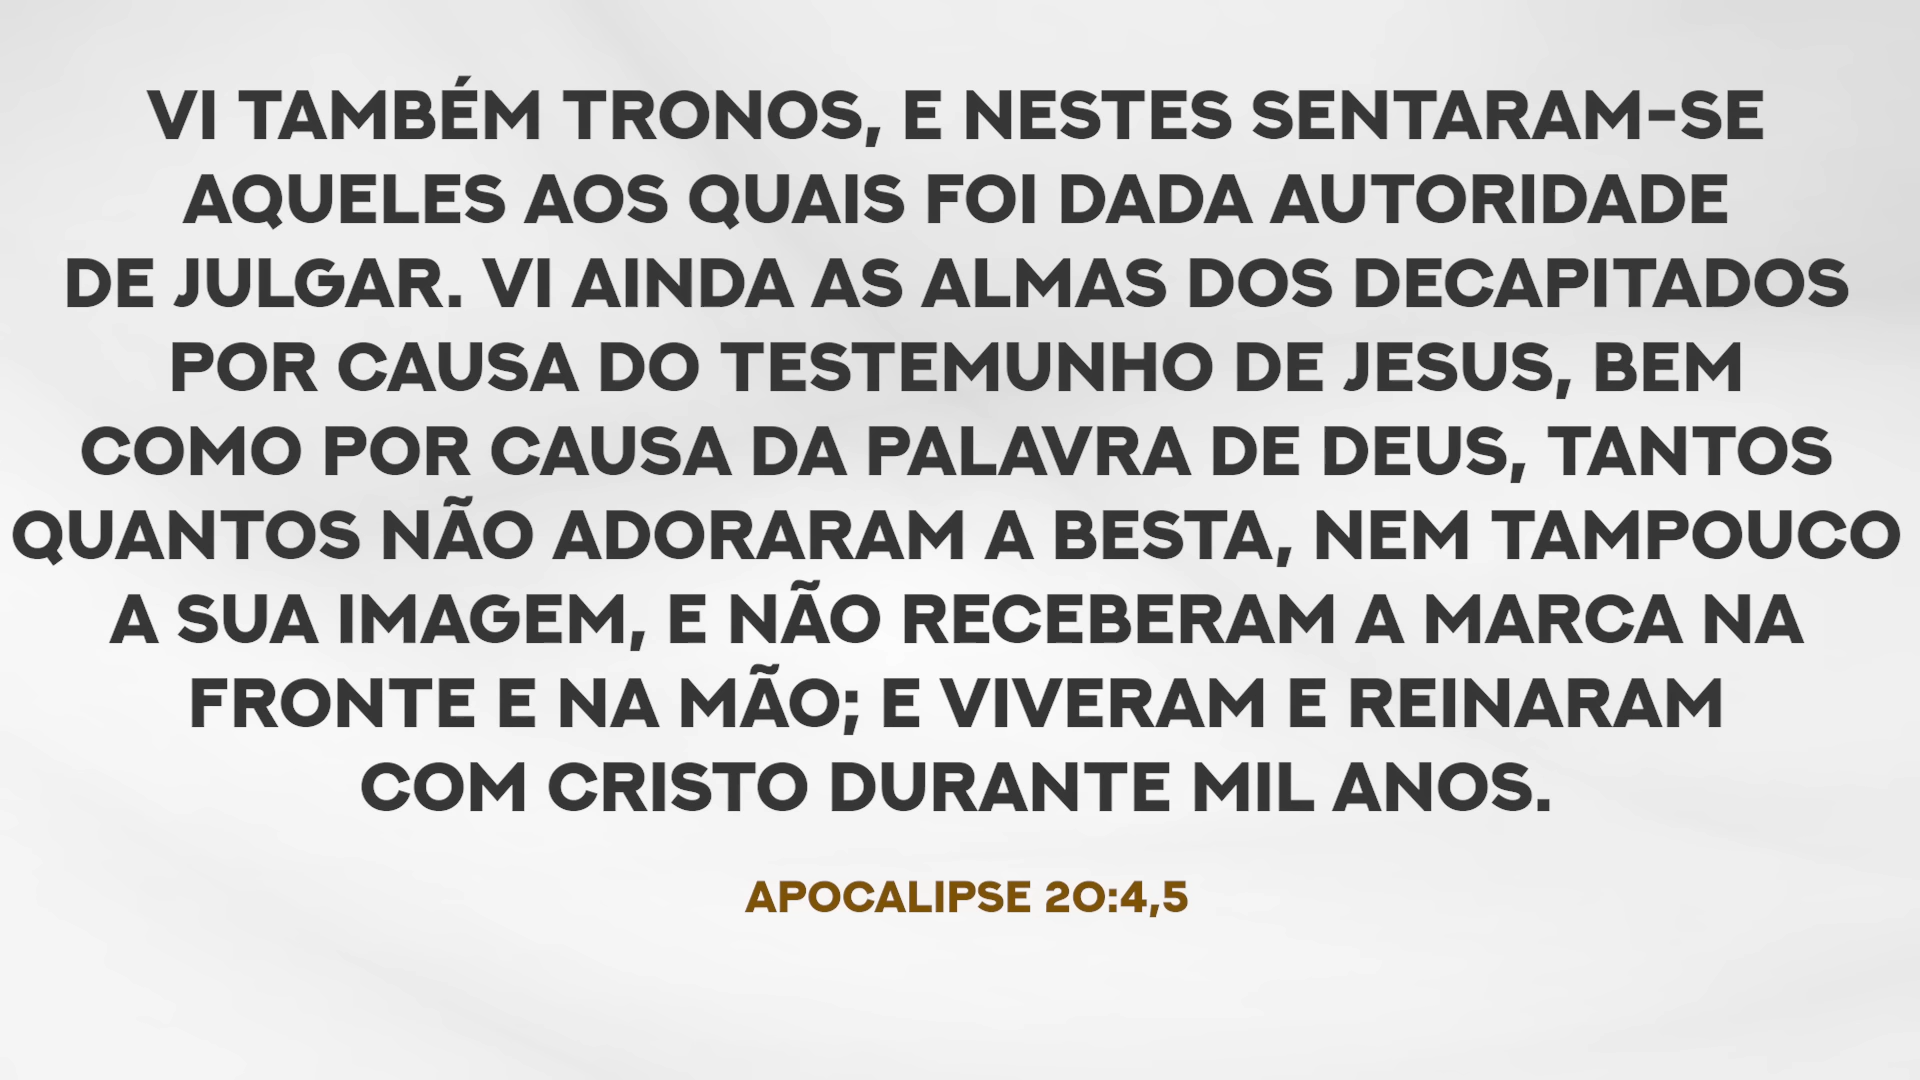 VI TAMBÉM TRONOS, E NESTES SENTARAM-SE
AQUELES AOS QUAIS FOI DADA AUTORIDADE
DE JULGAR. VI AINDA AS ALMAS DOS DECAPITADOS
POR CAUSA DO TESTEMUNHO DE JESUS, BEM
COMO POR CAUSA DA PALAVRA DE DEUS, TANTOS
QUANTOS NÃO ADORARAM A BESTA, NEM TAMPOUCO
A SUA IMAGEM, E NÃO RECEBERAM A MARCA NA
FRONTE E NA MÃO; E VIVERAM E REINARAM
COM CRISTO DURANTE MIL ANOS.
APOCALIPSE 20:4,5